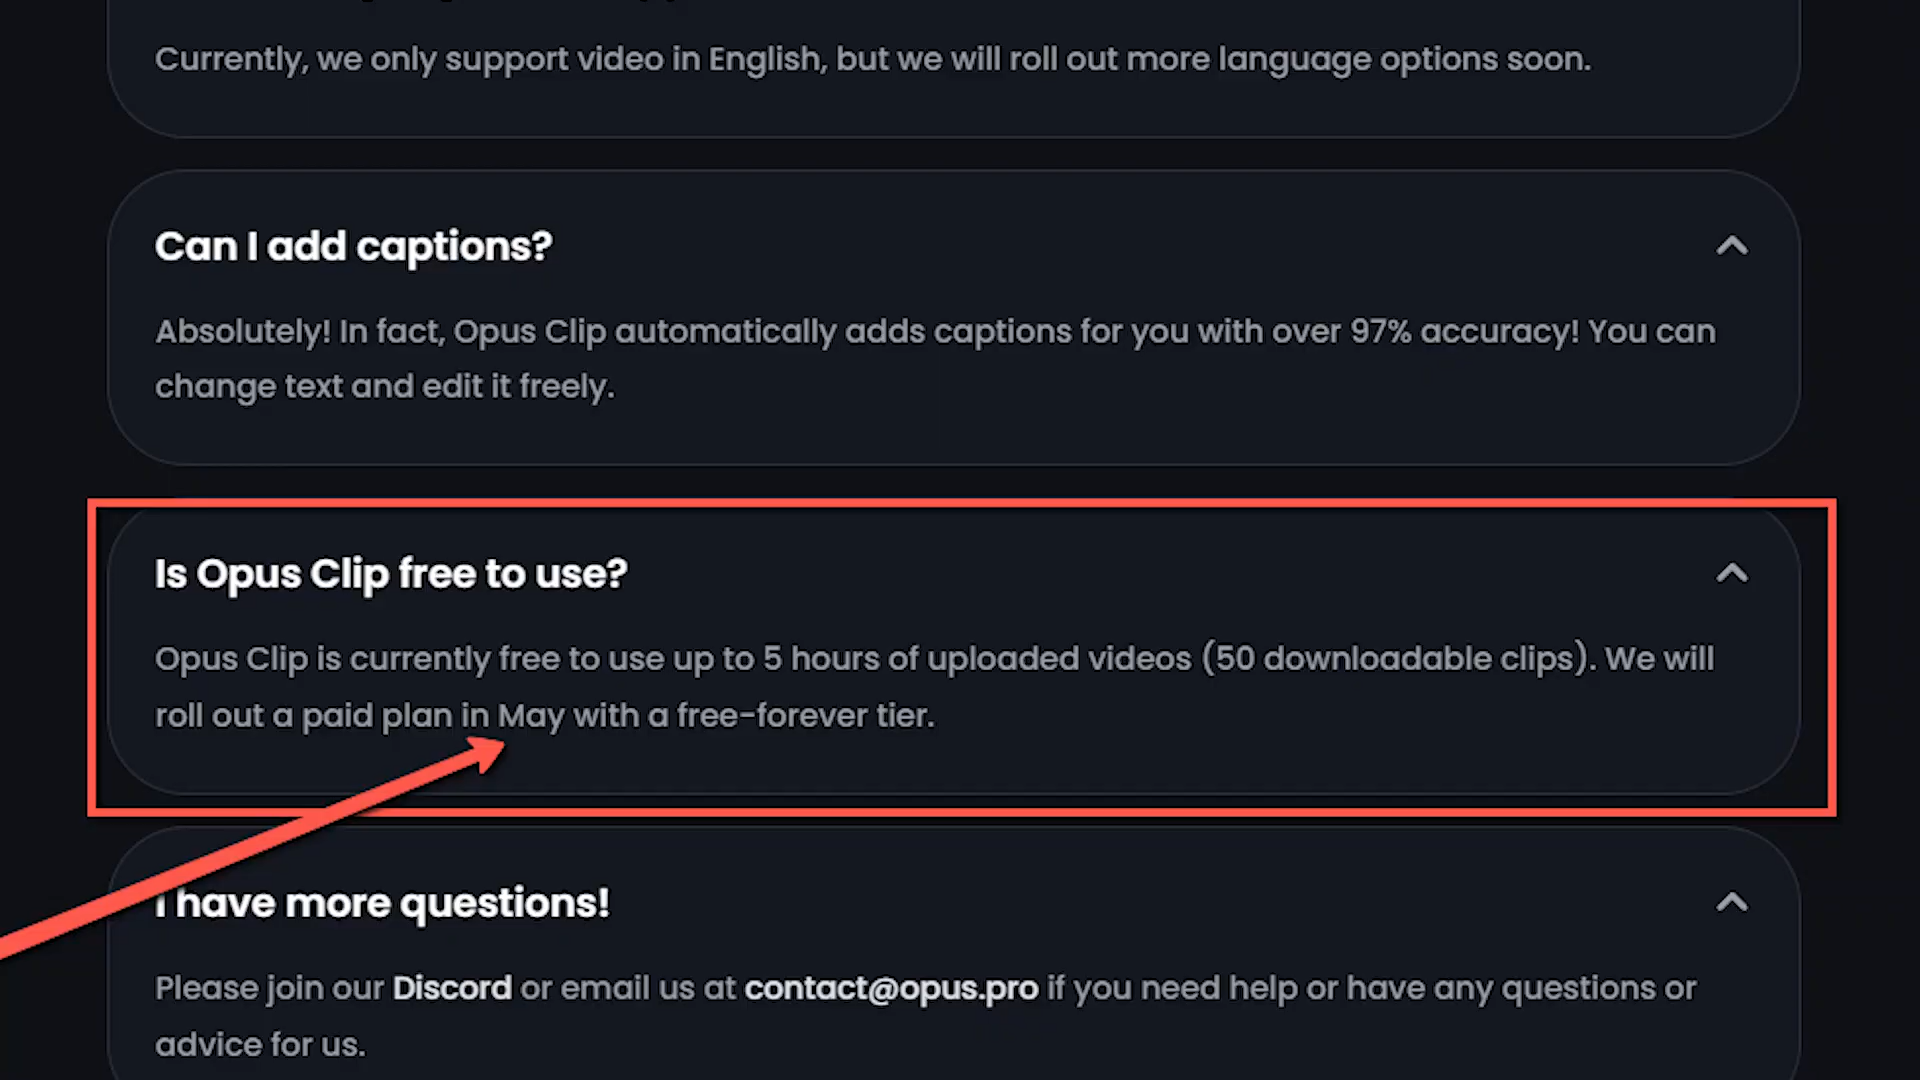 Currently, we only support video in English, but we will roll out more language options soon.
Can I add captions?
Absolutely! In fact, Opus Clip automatically adds captions for you with over 97% accuracy! You can
change text and edit it freely.
Is Opus Clip free to use?
Opus Clip is currently free to use up to 5 hours of uploaded videos (50 downloadable clips). We will
roll out a paid plan in May with a free-forever tier.
I have more questions!
Please join our Discord or email us at contact@opus.pro if you need help or have any questions or
advice for us.